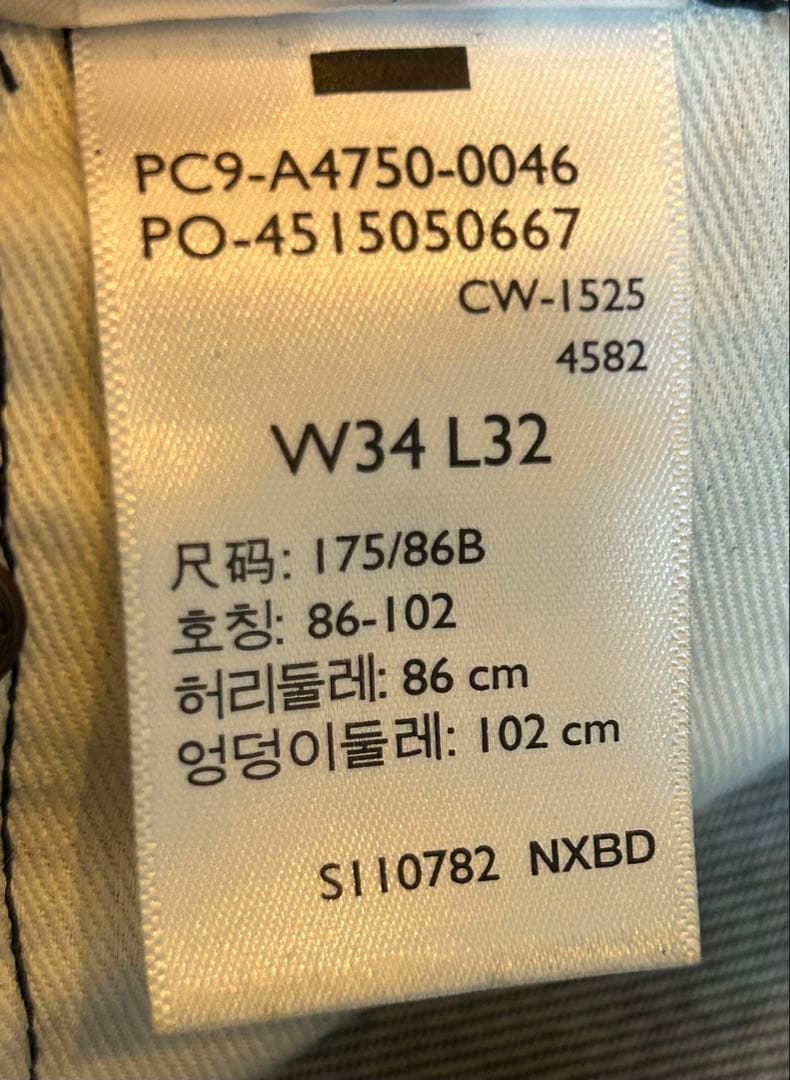 PC9-A4750-0046
PO-4515050667
CW-1525
4582
W34 L32
尺码: 175/86B
호칭: 86-102
허리둘레: 86 cm
엉덩이둘레: 102 cm
S110782 NXBD